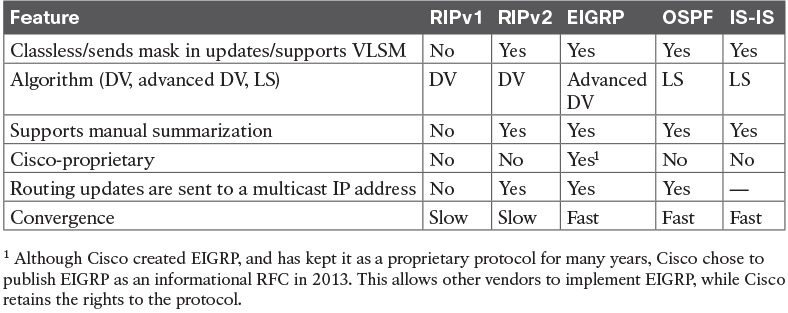 Feature RIPv1 RIPv2 EIGRP OSPF IS-IS
Classless/sends mask in updates/supports VLSM No Yes Yes Yes Yes
Algorithm (DV, advanced DV, LS) DV DV Advanced DV LS LS
Supports manual summarization No Yes Yes Yes Yes
Cisco-proprietary No No Yes¹ No No
Routing updates are sent to a multicast IP address No Yes Yes Yes —
Convergence Slow Slow Fast Fast Fast
¹ Although Cisco created EIGRP, and has kept it as a proprietary protocol for many years, Cisco chose to
publish EIGRP as an informational RFC in 2013. This allows other vendors to implement EIGRP, while Cisco
retains the rights to the protocol.